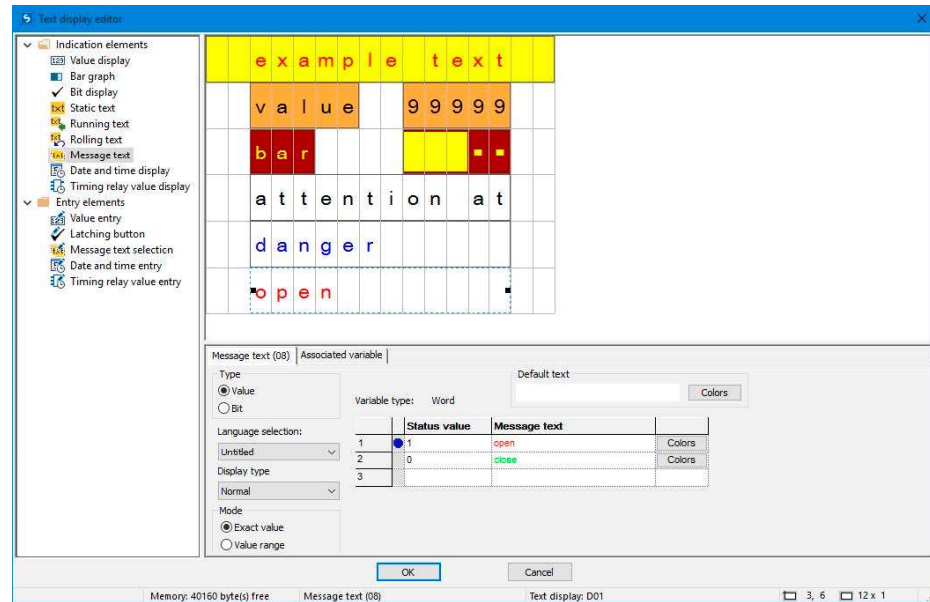 Text display editor
Indication elements
Value display
Bar graph
Bit display
Static text
Running text
Rolling text
Message text
Date and time display
Timing relay value display
Entry elements
Value entry
Latching button
Message text selection
Date and time entry
Timing relay value entry
example text
value 99999
bar
attention at
danger
open
Message text (08) Associated variable
Type
Value
Bit
Language selection:
Untitled
Display type
Normal
Mode
Exact value
Value range
Variable type: Word
Default text
Colors
Status value Message text
1 1 open Colors
2 0 close Colors
3
OK Cancel
Memory: 40160 byte(s) free Message text (08) Text display: D01 3, 6 12 x 1